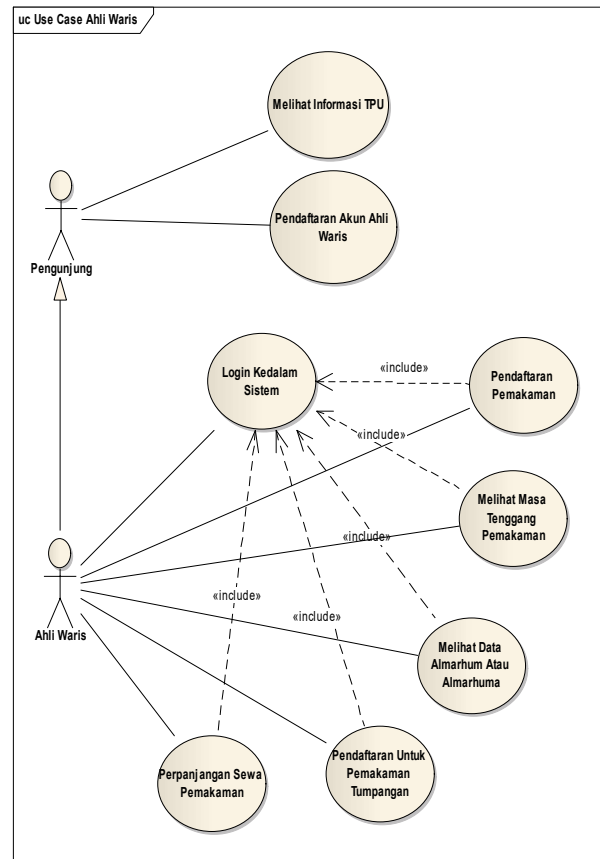 uc Use Case Ahli Waris
Melihat Informasi TPU
Pendaftaran Akun Ahli
Waris
Pengunjung
Login Kedalam
Sistem
«include»
Pendaftaran
Pemakaman
«include»
Melihat Masa
Tenggang
Pemakaman
«include»
Ahli Waris
«include»
«include»
Melihat Data
Almarhum Atau
Almarhuma
Perpanjangan Sewa
Pemakaman
Pendaftaran Untuk
Pemakaman
Tumpangan